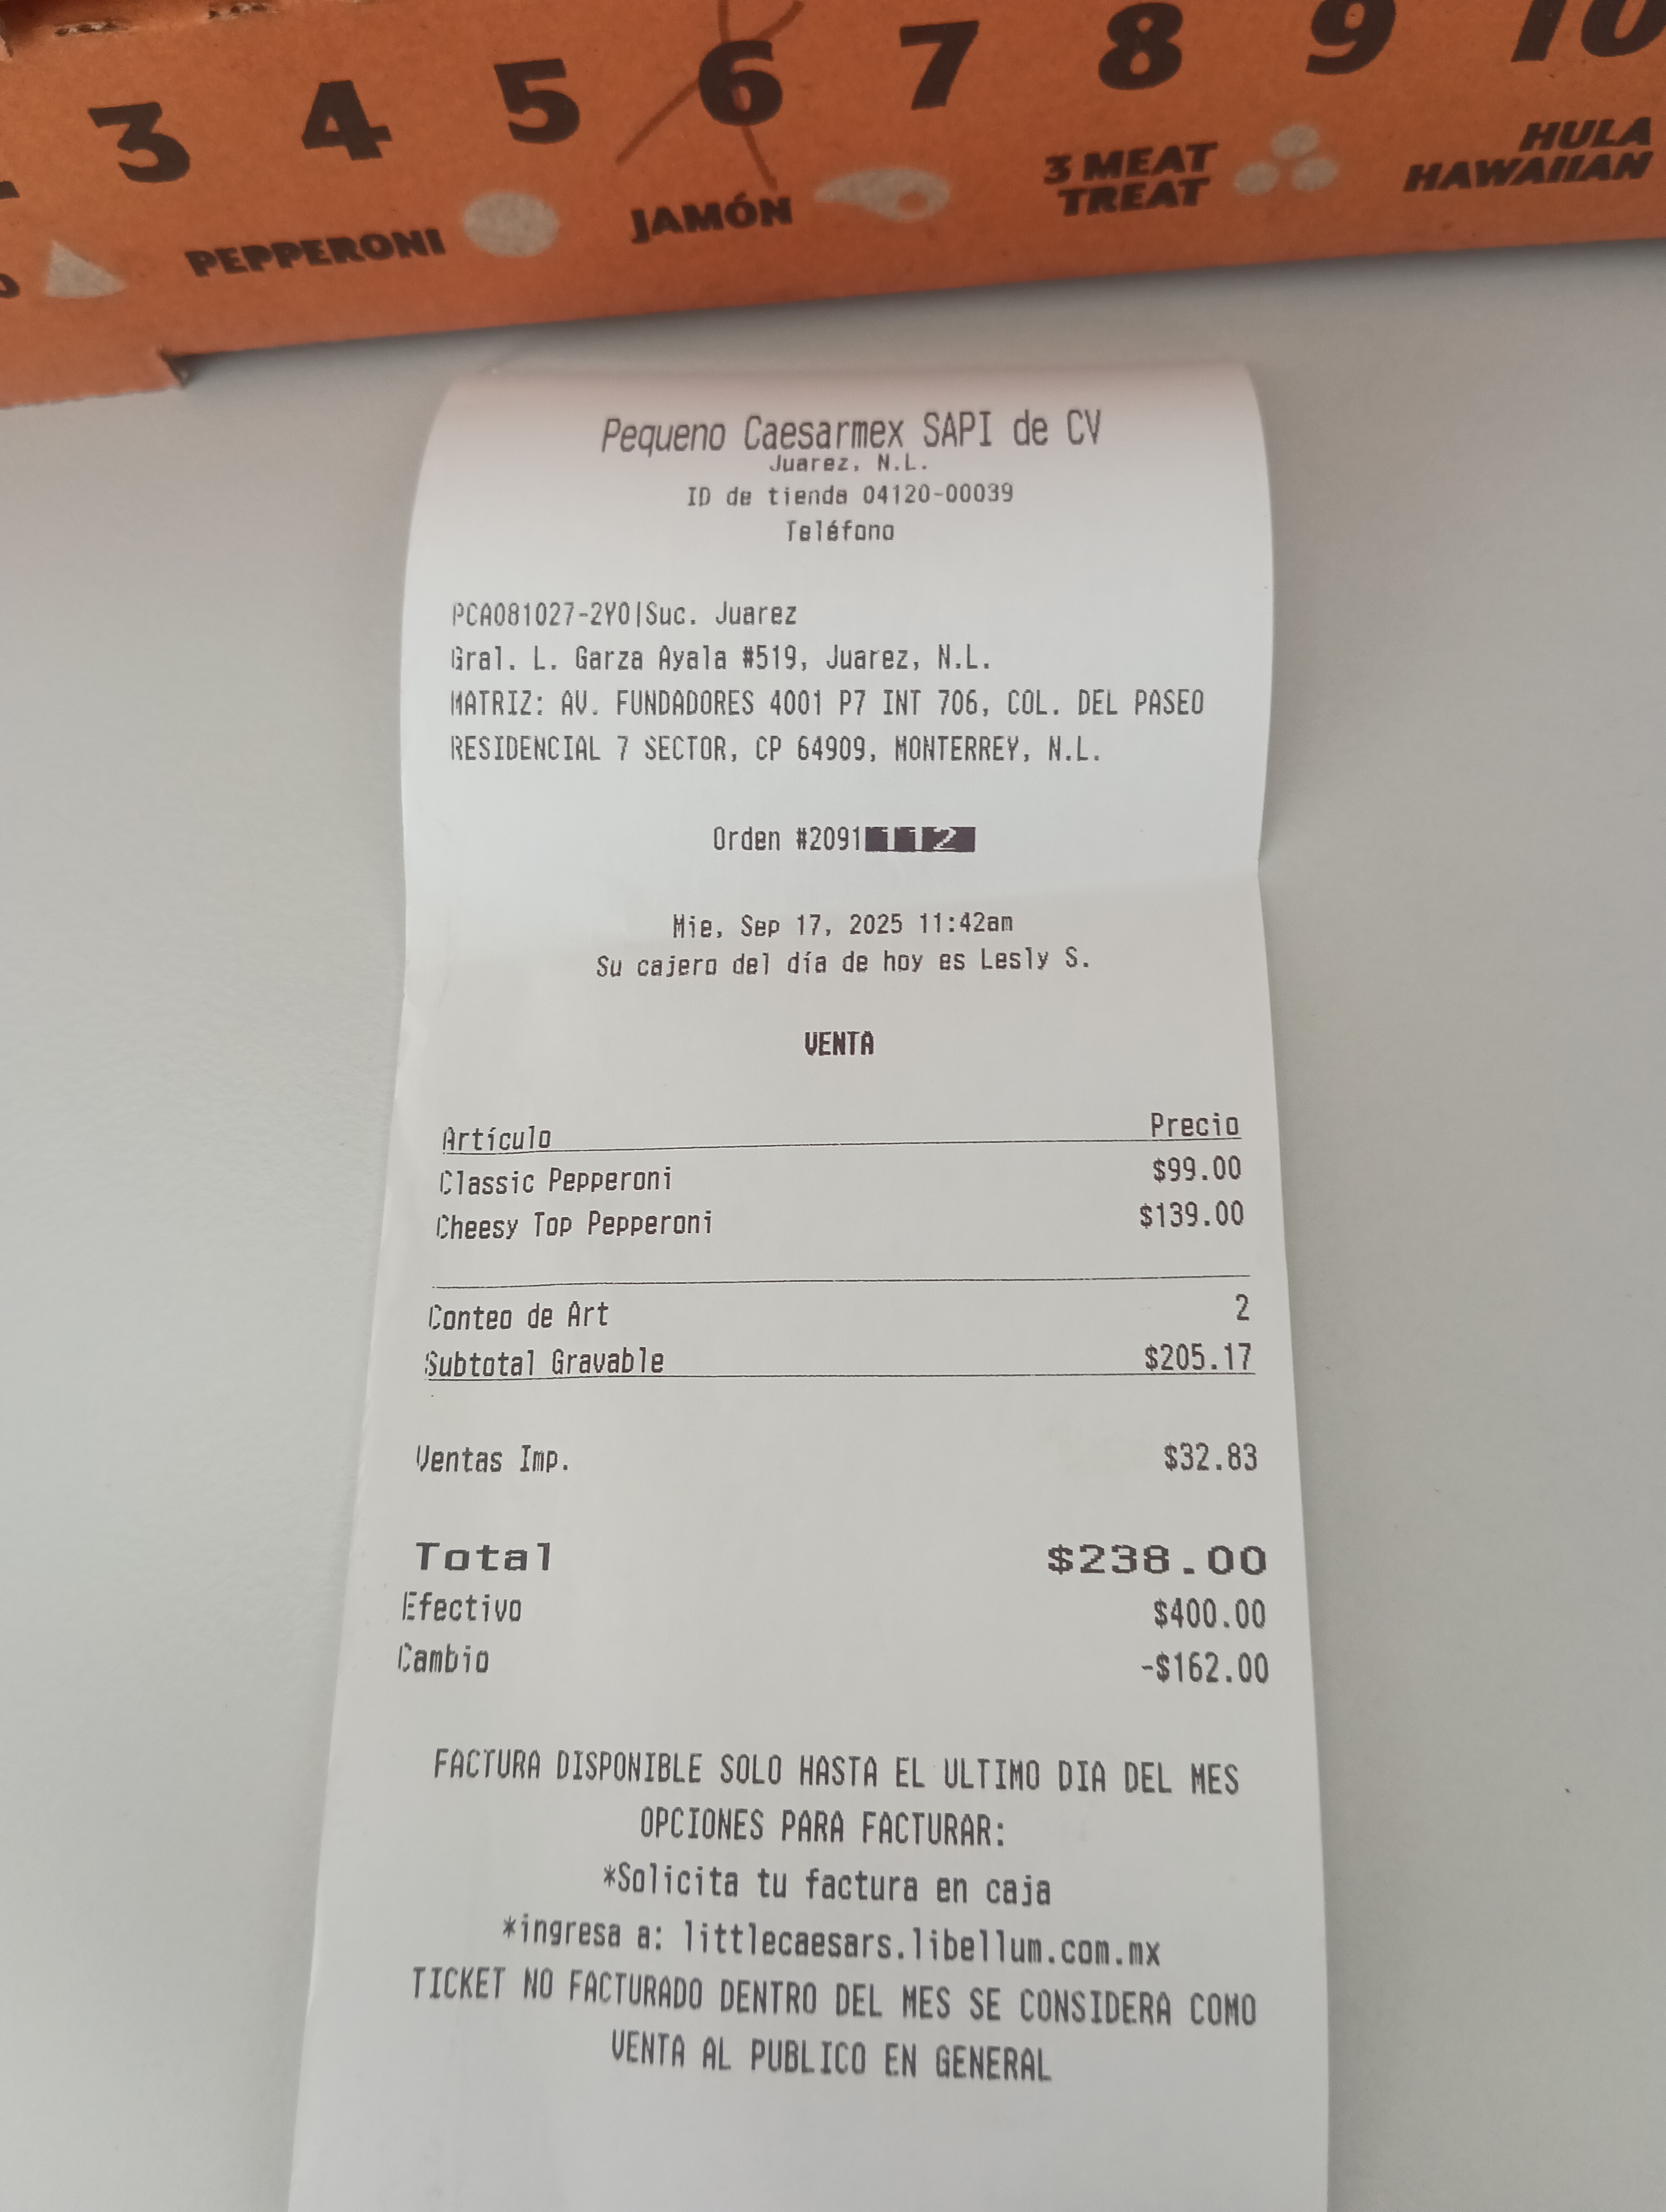 3 4 5 6 7 8 9 10
PEPPERONI JAMÓN 3 MEAT TREAT HULA HAWAIIAN
Pequeno Caesarmex SAPI de CV
Juarez, N.L.
ID de tienda 04120-00039
Teléfono
PCA081027-2Y0|Suc. Juarez
Gral. L. Garza Ayala #519, Juarez, N.L.
MATRIZ: AV. FUNDADORES 4001 P7 INT 706, COL. DEL PASEO
RESIDENCIAL 7 SECTOR, CP 64909, MONTERREY, N.L.
Orden #2091112
Mie, Sep 17, 2025 11:42am
Su cajero del día de hoy es Lesly S.
VENTA
Artículo Precio
Classic Pepperoni $99.00
Cheesy Top Pepperoni $139.00
Conteo de Art 2
Subtotal Gravable $205.17
Ventas Imp. $32.83
Total $238.00
Efectivo $400.00
Cambio -$162.00
FACTURA DISPONIBLE SOLO HASTA EL ULTIMO DIA DEL MES
OPCIONES PARA FACTURAR:
*Solicita tu factura en caja
*ingresa a: littlecaesars.libellum.com.mx
TICKET NO FACTURADO DENTRO DEL MES SE CONSIDERA COMO
VENTA AL PUBLICO EN GENERAL